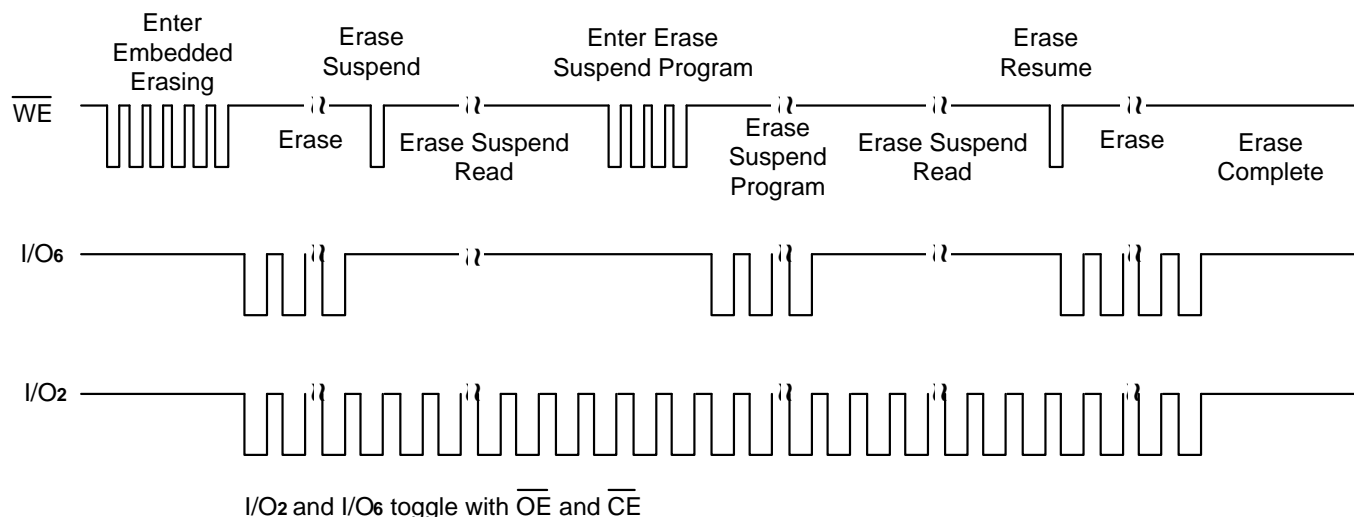 Enter
Embedded
Erasing
Erase
Suspend
Enter Erase
Suspend Program
Erase
Resume
WE
Erase
Erase Suspend
Read
Erase
Suspend
Program
Erase Suspend
Read
Erase
Erase
Complete
I/O6
I/O2
I/O2 and I/O6 toggle with OE and CE